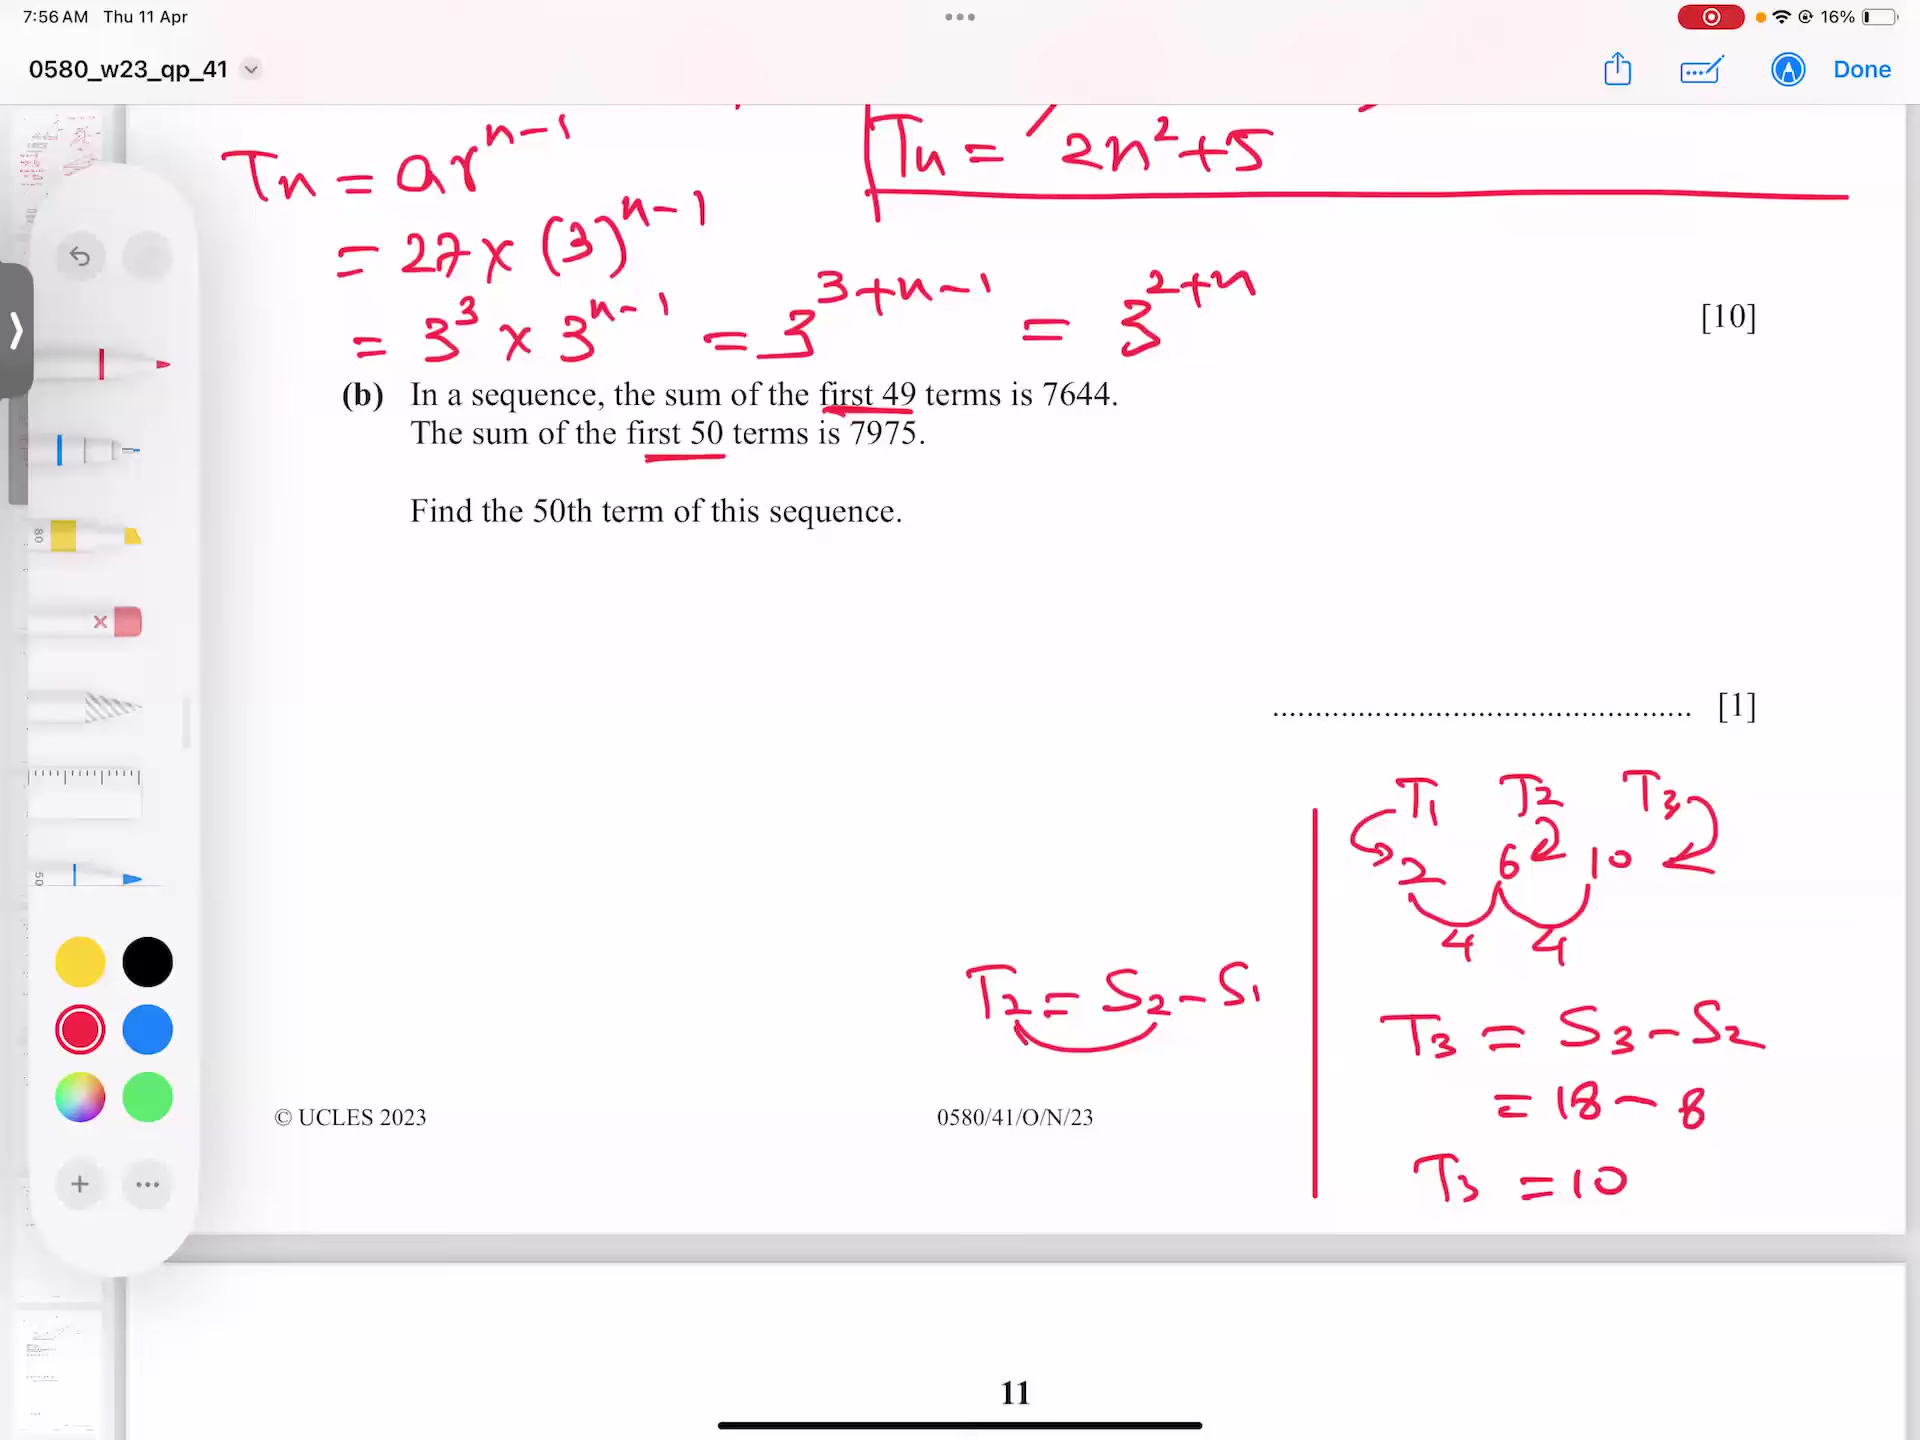 7:56 AM Thu 11 Apr
16%
0580_w23_qp_41
Done
Tn = ar^{n-1}
Tn = 2n²+5
= 27 × (3)^{n-1}
= 3³ × 3^{n-1} = 3^{3+n-1} = 3^{2+n}
[10]
(b) In a sequence, the sum of the first 49 terms is 7644.
The sum of the first 50 terms is 7975.
Find the 50th term of this sequence.
[1]
T1 T2 T3
2 6 10
4 4
T2 = S2 - S1
T3 = S3 - S2
= 18 - 8
T3 = 10
© UCLES 2023
0580/41/O/N/23
11
80
50